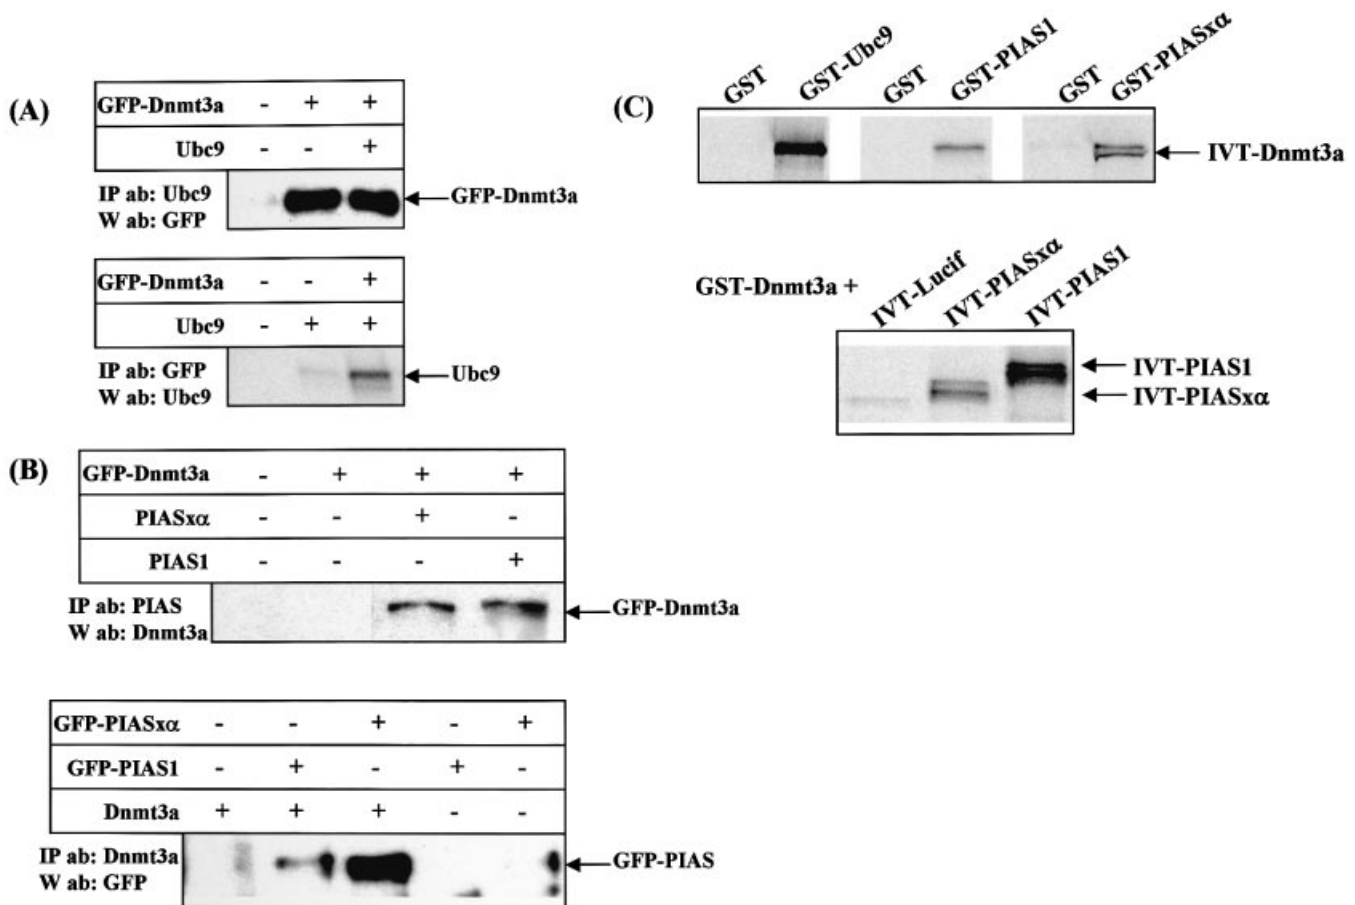 (A)
GFP-Dnmt3a - + +
Ubc9 - - +
IP ab: Ubc9
W ab: GFP
GFP-Dnmt3a
GFP-Dnmt3a - - +
Ubc9 - + +
IP ab: GFP
W ab: Ubc9
Ubc9
(B)
GFP-Dnmt3a - + + +
PIASxα - - + -
PIAS1 - - - +
IP ab: PIAS
W ab: Dnmt3a
GFP-Dnmt3a
GFP-PIASxα - - + - +
GFP-PIAS1 - + - + -
Dnmt3a + + + - -
IP ab: Dnmt3a
W ab: GFP
GFP-PIAS
(C)
GST GST-Ubc9 GST GST-PIAS1 GST GST-PIASxα
IVT-Dnmt3a
GST-Dnmt3a +
IVT-Lucif IVT-PIASxα IVT-PIAS1
IVT-PIAS1
IVT-PIASxα